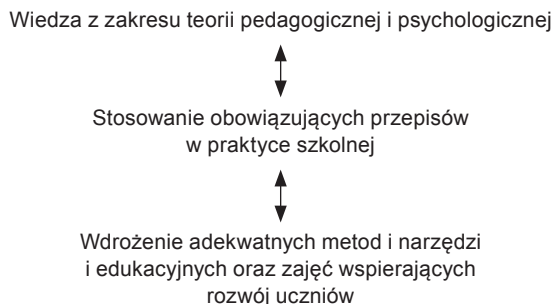 Wiedza z zakresu teorii pedagogicznej i psychologicznej
Stosowanie obowiązujących przepisów
w praktyce szkolnej
Wdrożenie adekwatnych metod i narzędzi
i edukacyjnych oraz zajęć wspierających
rozwój uczniów